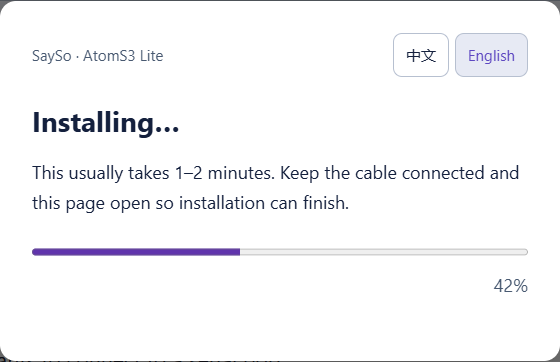 SaySo · AtomS3 Lite
中文
English
Installing...
This usually takes 1–2 minutes. Keep the cable connected and
this page open so installation can finish.
42%